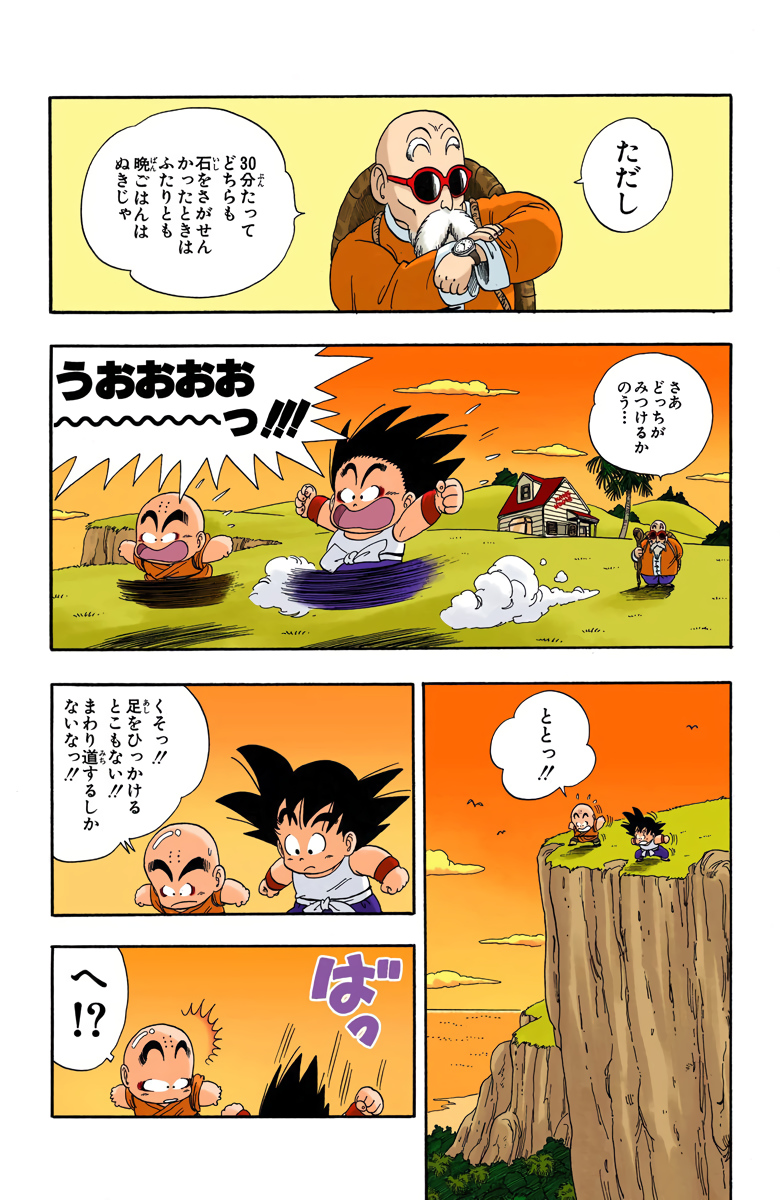 ただし
30分たって
どちらも
石をさがせん
かったときは
ふたりとも
晩ごはんは
ぬきじゃ
さあ
どっちが
みつけるか
のう…
うおおおお
〜〜〜〜っ!!!
ととっ!!
くそっ!!
足をひっかける
とこもない!!
まわり道するしか
ないなっ!!
ばっ
へ!?